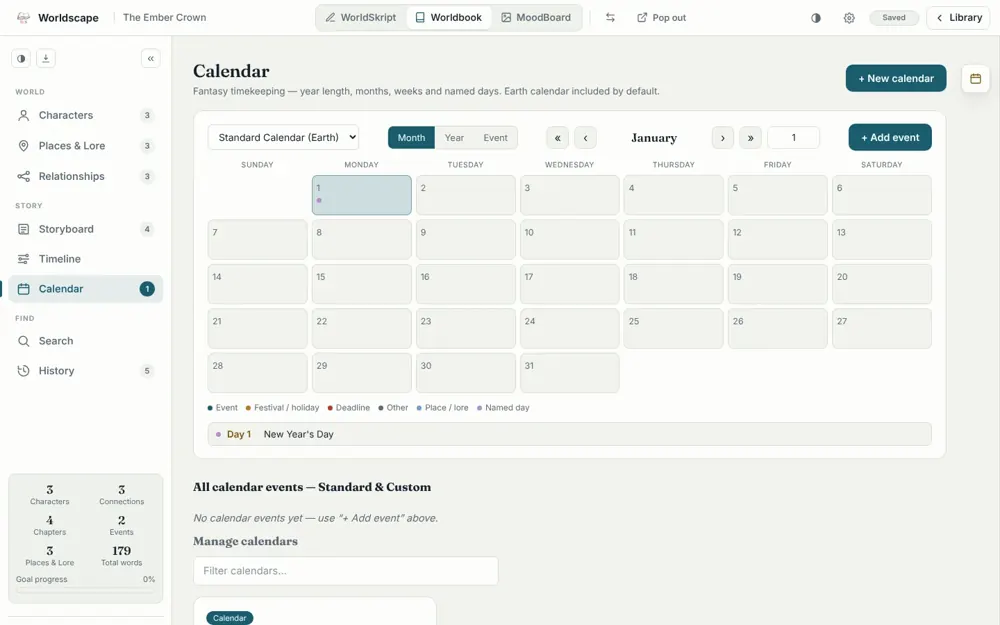 Worldscape
The Ember Crown
WorldSkript
Worldbook
MoodBoard
Pop out
Saved
Library
WORLD
Characters 3
Places & Lore 3
Relationships 3
STORY
Storyboard 4
Timeline
Calendar 1
FIND
Search
History 5
3 Characters
3 Connections
4 Chapters
2 Events
3 Places & Lore
179 Total words
Goal progress 0%
Calendar
Fantasy timekeeping — year length, months, weeks and named days. Earth calendar included by default.
+ New calendar
Standard Calendar (Earth)
Month Year Event
« ‹ January › » 1
+ Add event
SUNDAY MONDAY TUESDAY WEDNESDAY THURSDAY FRIDAY SATURDAY
1 2 3 4 5 6
7 8 9 10 11 12 13
14 15 16 17 18 19 20
21 22 23 24 25 26 27
28 29 30 31
Event Festival / holiday Deadline Other Place / lore Named day
Day 1 New Year's Day
All calendar events — Standard & Custom
No calendar events yet — use "+ Add event" above.
Manage calendars
Filter calendars...
Calendar